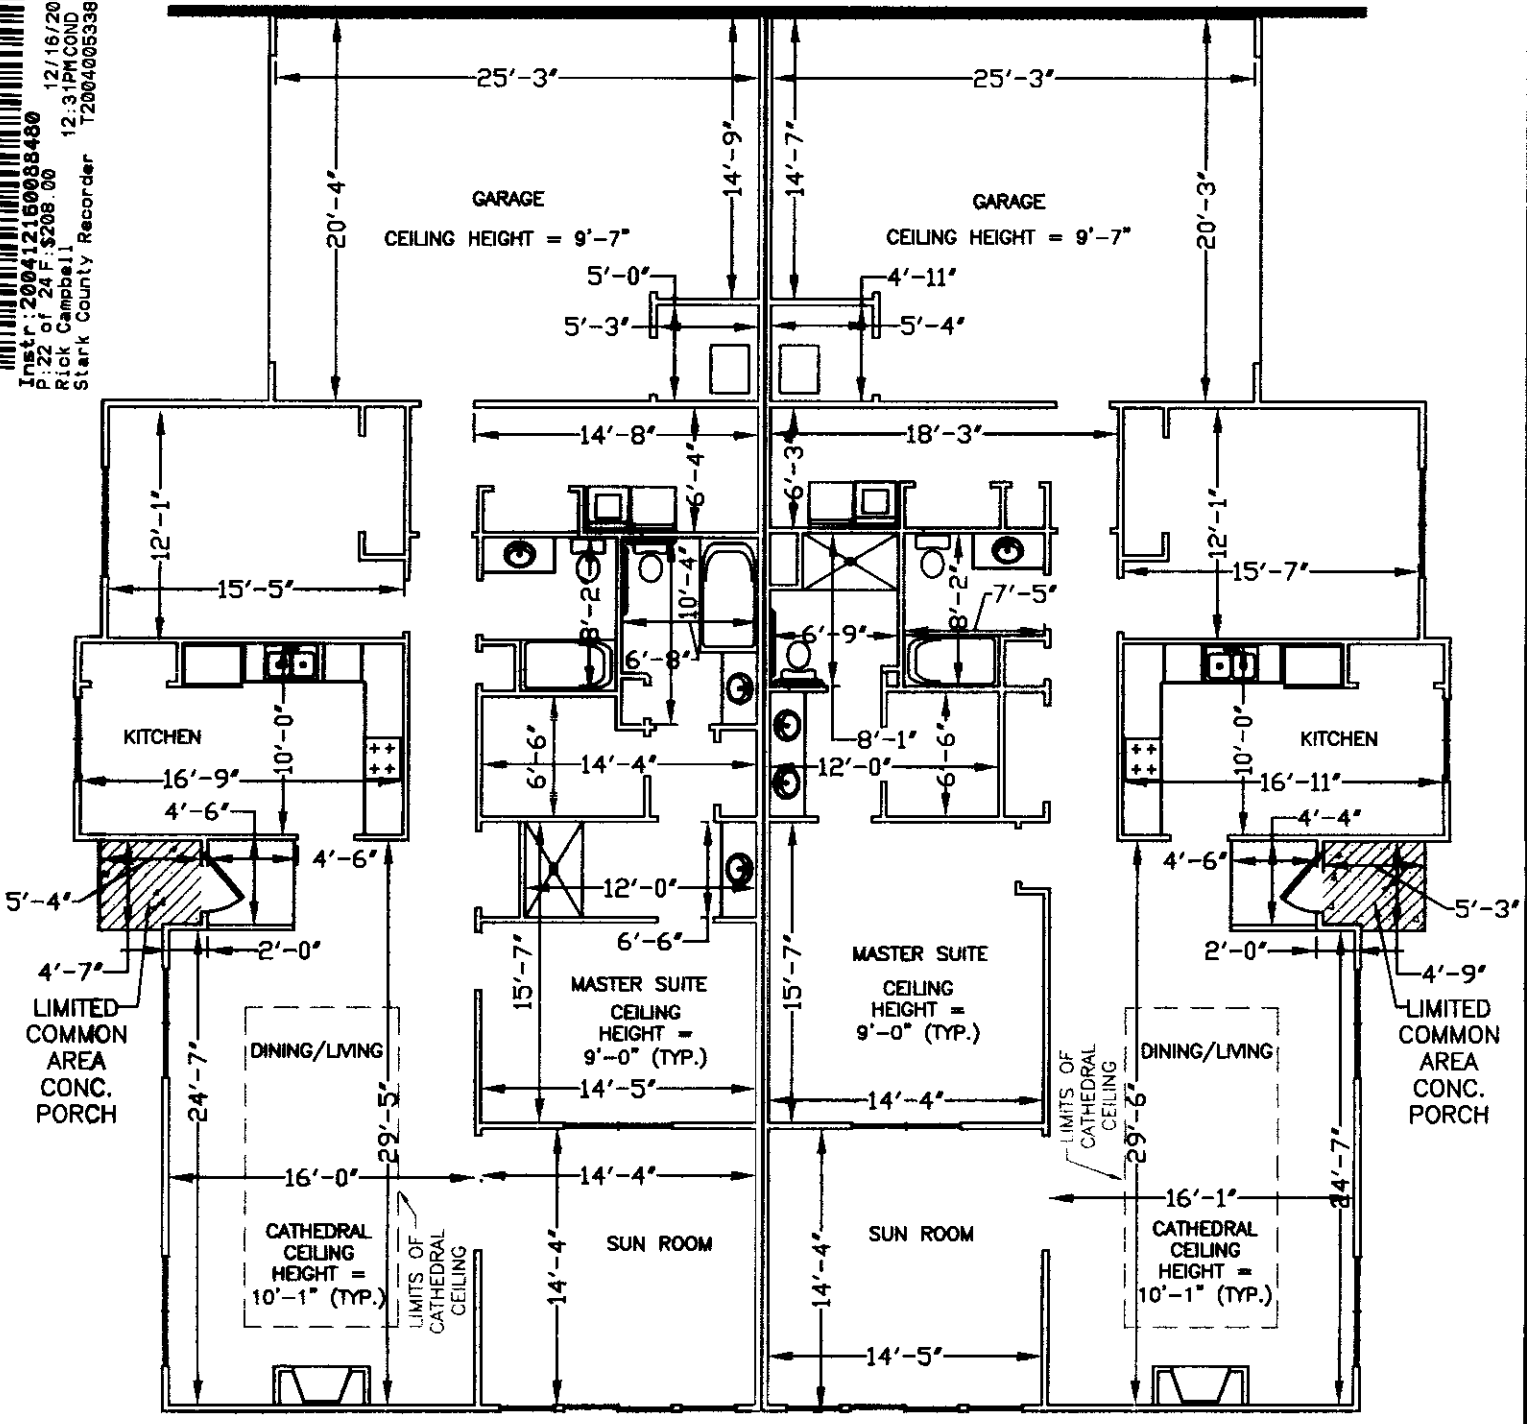 Instr:200412160088480
P:22 of 24 F:$208.00 12/16/20
Rick Campbell 12:31PM COND
Stark County Recorder T2004005338
25'-3"
25'-3"
14'-9"
14'-7"
20'-4"
20'-3"
GARAGE
CEILING HEIGHT = 9'-7"
GARAGE
CEILING HEIGHT = 9'-7"
5'-0"
4'-11"
5'-3"
5'-4"
14'-8"
18'-3"
6'-4"
6'-3"
12'-1"
12'-1"
15'-5"
15'-7"
8'-2"
10'-4"
8'-2"
7'-5"
6'-8"
6'-9"
KITCHEN
10'-0"
16'-9"
6'-6"
14'-4"
8'-1"
12'-0"
6'-6"
KITCHEN
10'-0"
16'-11"
4'-6"
4'-6"
5'-4"
4'-7"
2'-0"
4'-4"
4'-6"
5'-3"
4'-9"
2'-0"
12'-0"
6'-6"
15'-7"
15'-7"
LIMITED
COMMON
AREA
CONC.
PORCH
LIMITED
COMMON
AREA
CONC.
PORCH
MASTER SUITE
CEILING
HEIGHT =
9'-0" (TYP.)
MASTER SUITE
CEILING
HEIGHT =
9'-0" (TYP.)
14'-5"
14'-4"
DINING/LIVING
24'-7"
29'-5"
16'-0"
14'-4"
DINING/LIVING
LIMITS OF
CATHEDRAL
CEILING
29'-6"
24'-7"
16'-1"
CATHEDRAL
CEILING
HEIGHT =
10'-1" (TYP.)
LIMITS OF
CATHEDRAL
CEILING
SUN ROOM
14'-4"
SUN ROOM
14'-4"
14'-5"
CATHEDRAL
CEILING
HEIGHT =
10'-1" (TYP.)